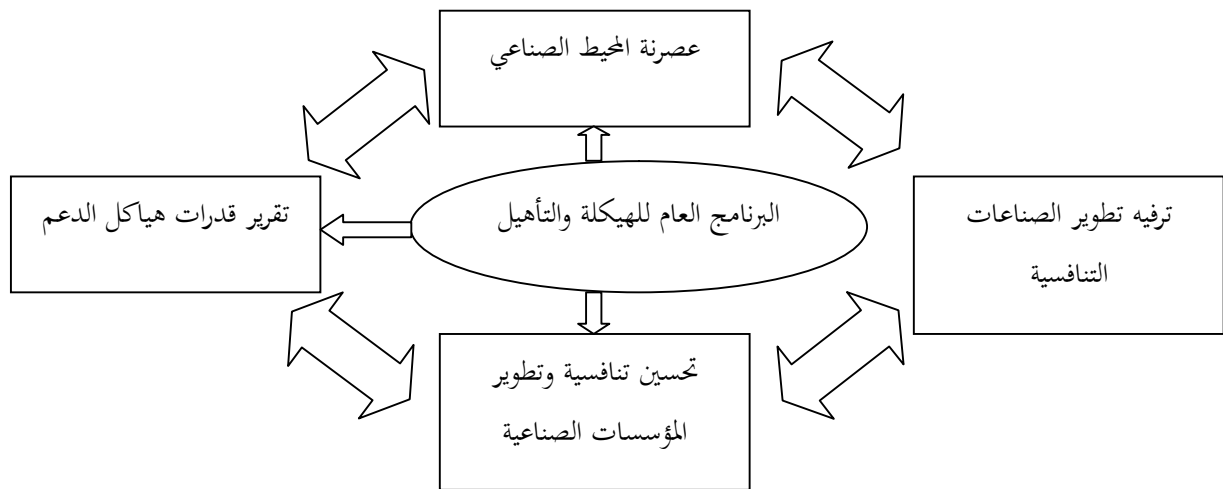 عصرنة المحيط الصناعي
ترفيه تطوير الصناعات
التنافسية
البرنامج العام للهيكلة والتأهيل
تقرير قدرات هياكل الدعم
تحسين تنافسية وتطوير
المؤسسات الصناعية